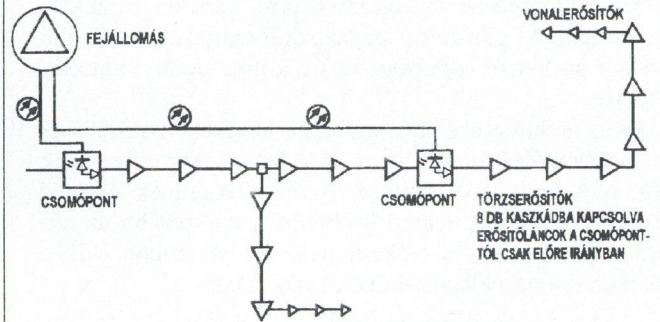 VONALERŐSÍTŐK
FEJÁLLOMÁS
CSOMÓPONT
CSOMÓPONT
TÖRZSERŐSÍTŐK
8 DB KASZKÁDBA KAPCSOLVA
ERŐSÍTŐLÁNCOK A CSOMÓPONT-
TÓL CSAK ELŐRE IRÁNYBAN